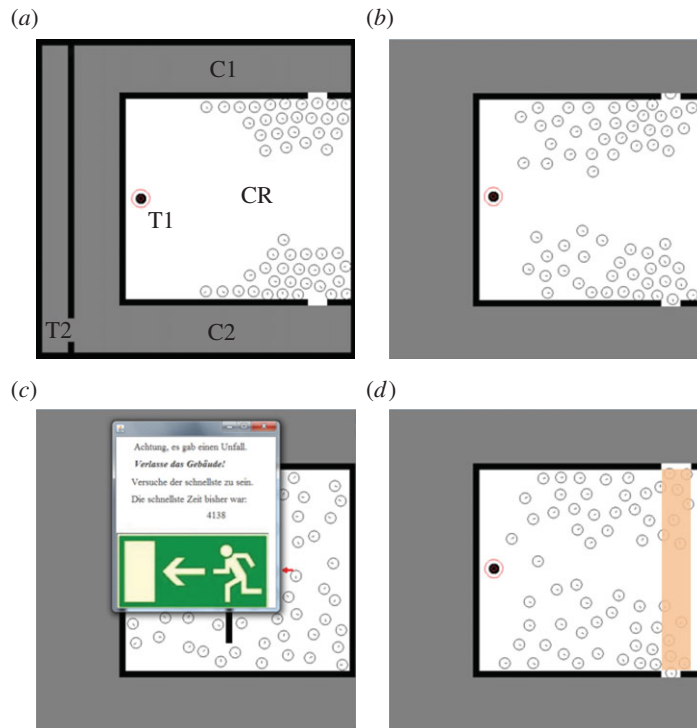 (a)
(b)
C1
CR
T1
T2
C2
(c)
(d)
Achtung, es gab einen Unfall.
Verlasse das Gebäude!
Versuche der schnellste zu sein.
Die schnellste Zeit bisher war:
4138